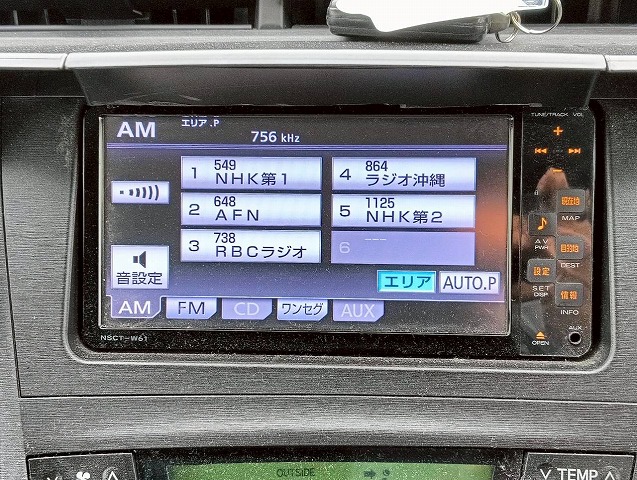 TUNE/TRACK VOL
AM エリア.P
756 kHz
1 549 NHK第1
4 864 ラジオ沖縄
2 648 AFN
5 1125 NHK第2
3 738 RBCラジオ
6 ---
音設定
エリア AUTO.P
AM FM CD ワンセグ AUX
NSCT-W61
現在地
MAP
AV
PWR
目的地
DEST
設定
SET
DISP
情報
INFO
OPEN
AUX
OUTSIDE
TEMP